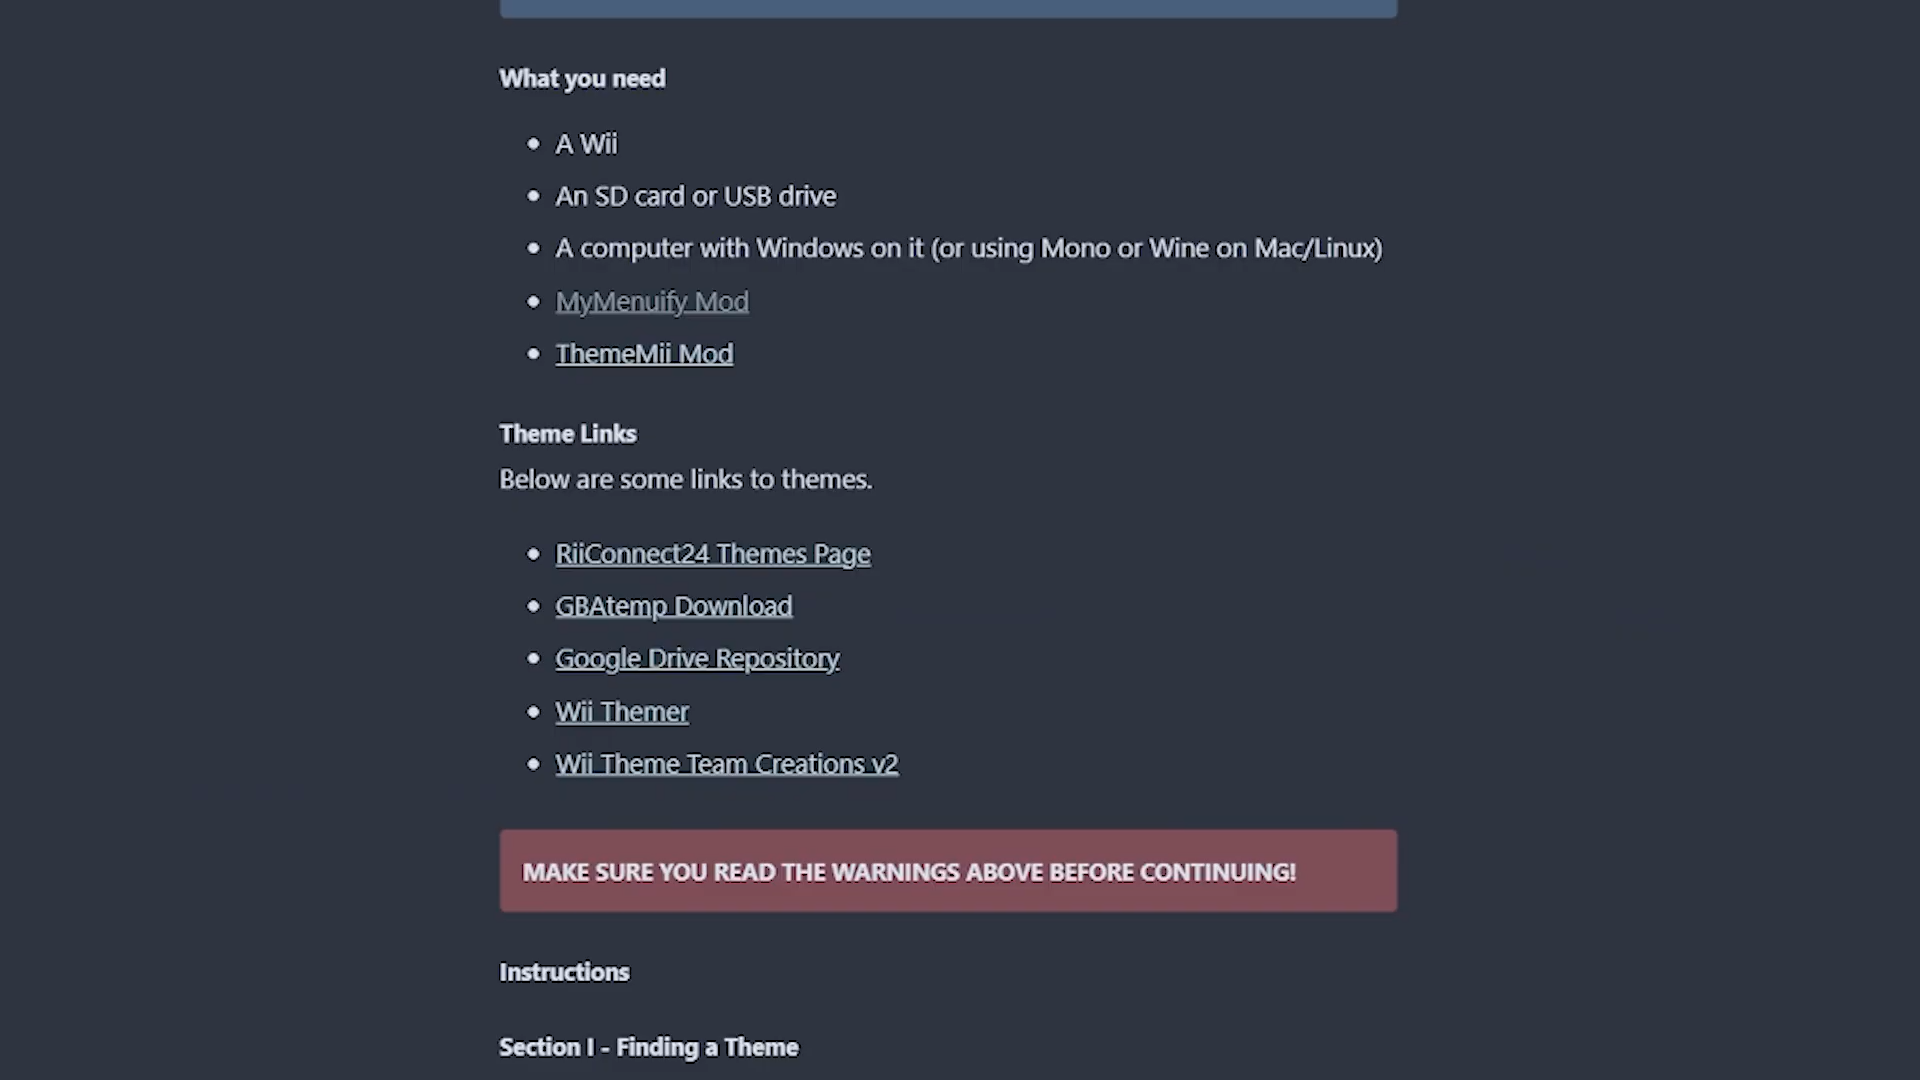 What you need
A Wii
An SD card or USB drive
A computer with Windows on it (or using Mono or Wine on Mac/Linux)
MyMenuify Mod
ThemeMii Mod
Theme Links
Below are some links to themes.
RiiConnect24 Themes Page
GBAtemp Download
Google Drive Repository
Wii Themer
Wii Theme Team Creations v2
MAKE SURE YOU READ THE WARNINGS ABOVE BEFORE CONTINUING!
Instructions
Section I - Finding a Theme